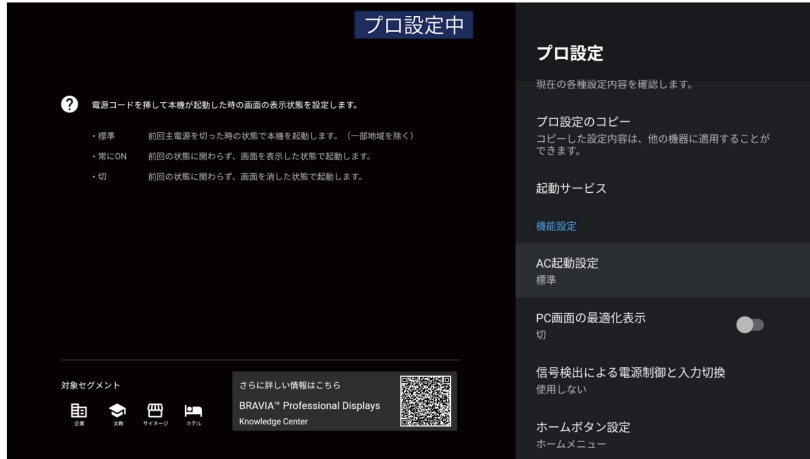 プロ設定中
電源コードを挿して本機が起動した時の画面の表示状態を設定します。
・標準 前回主電源を切った時の状態で本機を起動します。（一部地域を除く）
・常にON 前回の状態に関わらず、画面を表示した状態で起動します。
・切 前回の状態に関わらず、画面を消した状態で起動します。
対象セグメント
企業 文教 サイネージ ホテル
さらに詳しい情報はこちら
BRAVIA™ Professional Displays
Knowledge Center
プロ設定
現在の各種設定内容を確認します。
プロ設定のコピー
コピーした設定内容は、他の機器に適用することが
できます。
起動サービス
機能設定
AC起動設定
標準
PC画面の最適化表示
切
信号検出による電源制御と入力切換
使用しない
ホームボタン設定
ホームメニュー